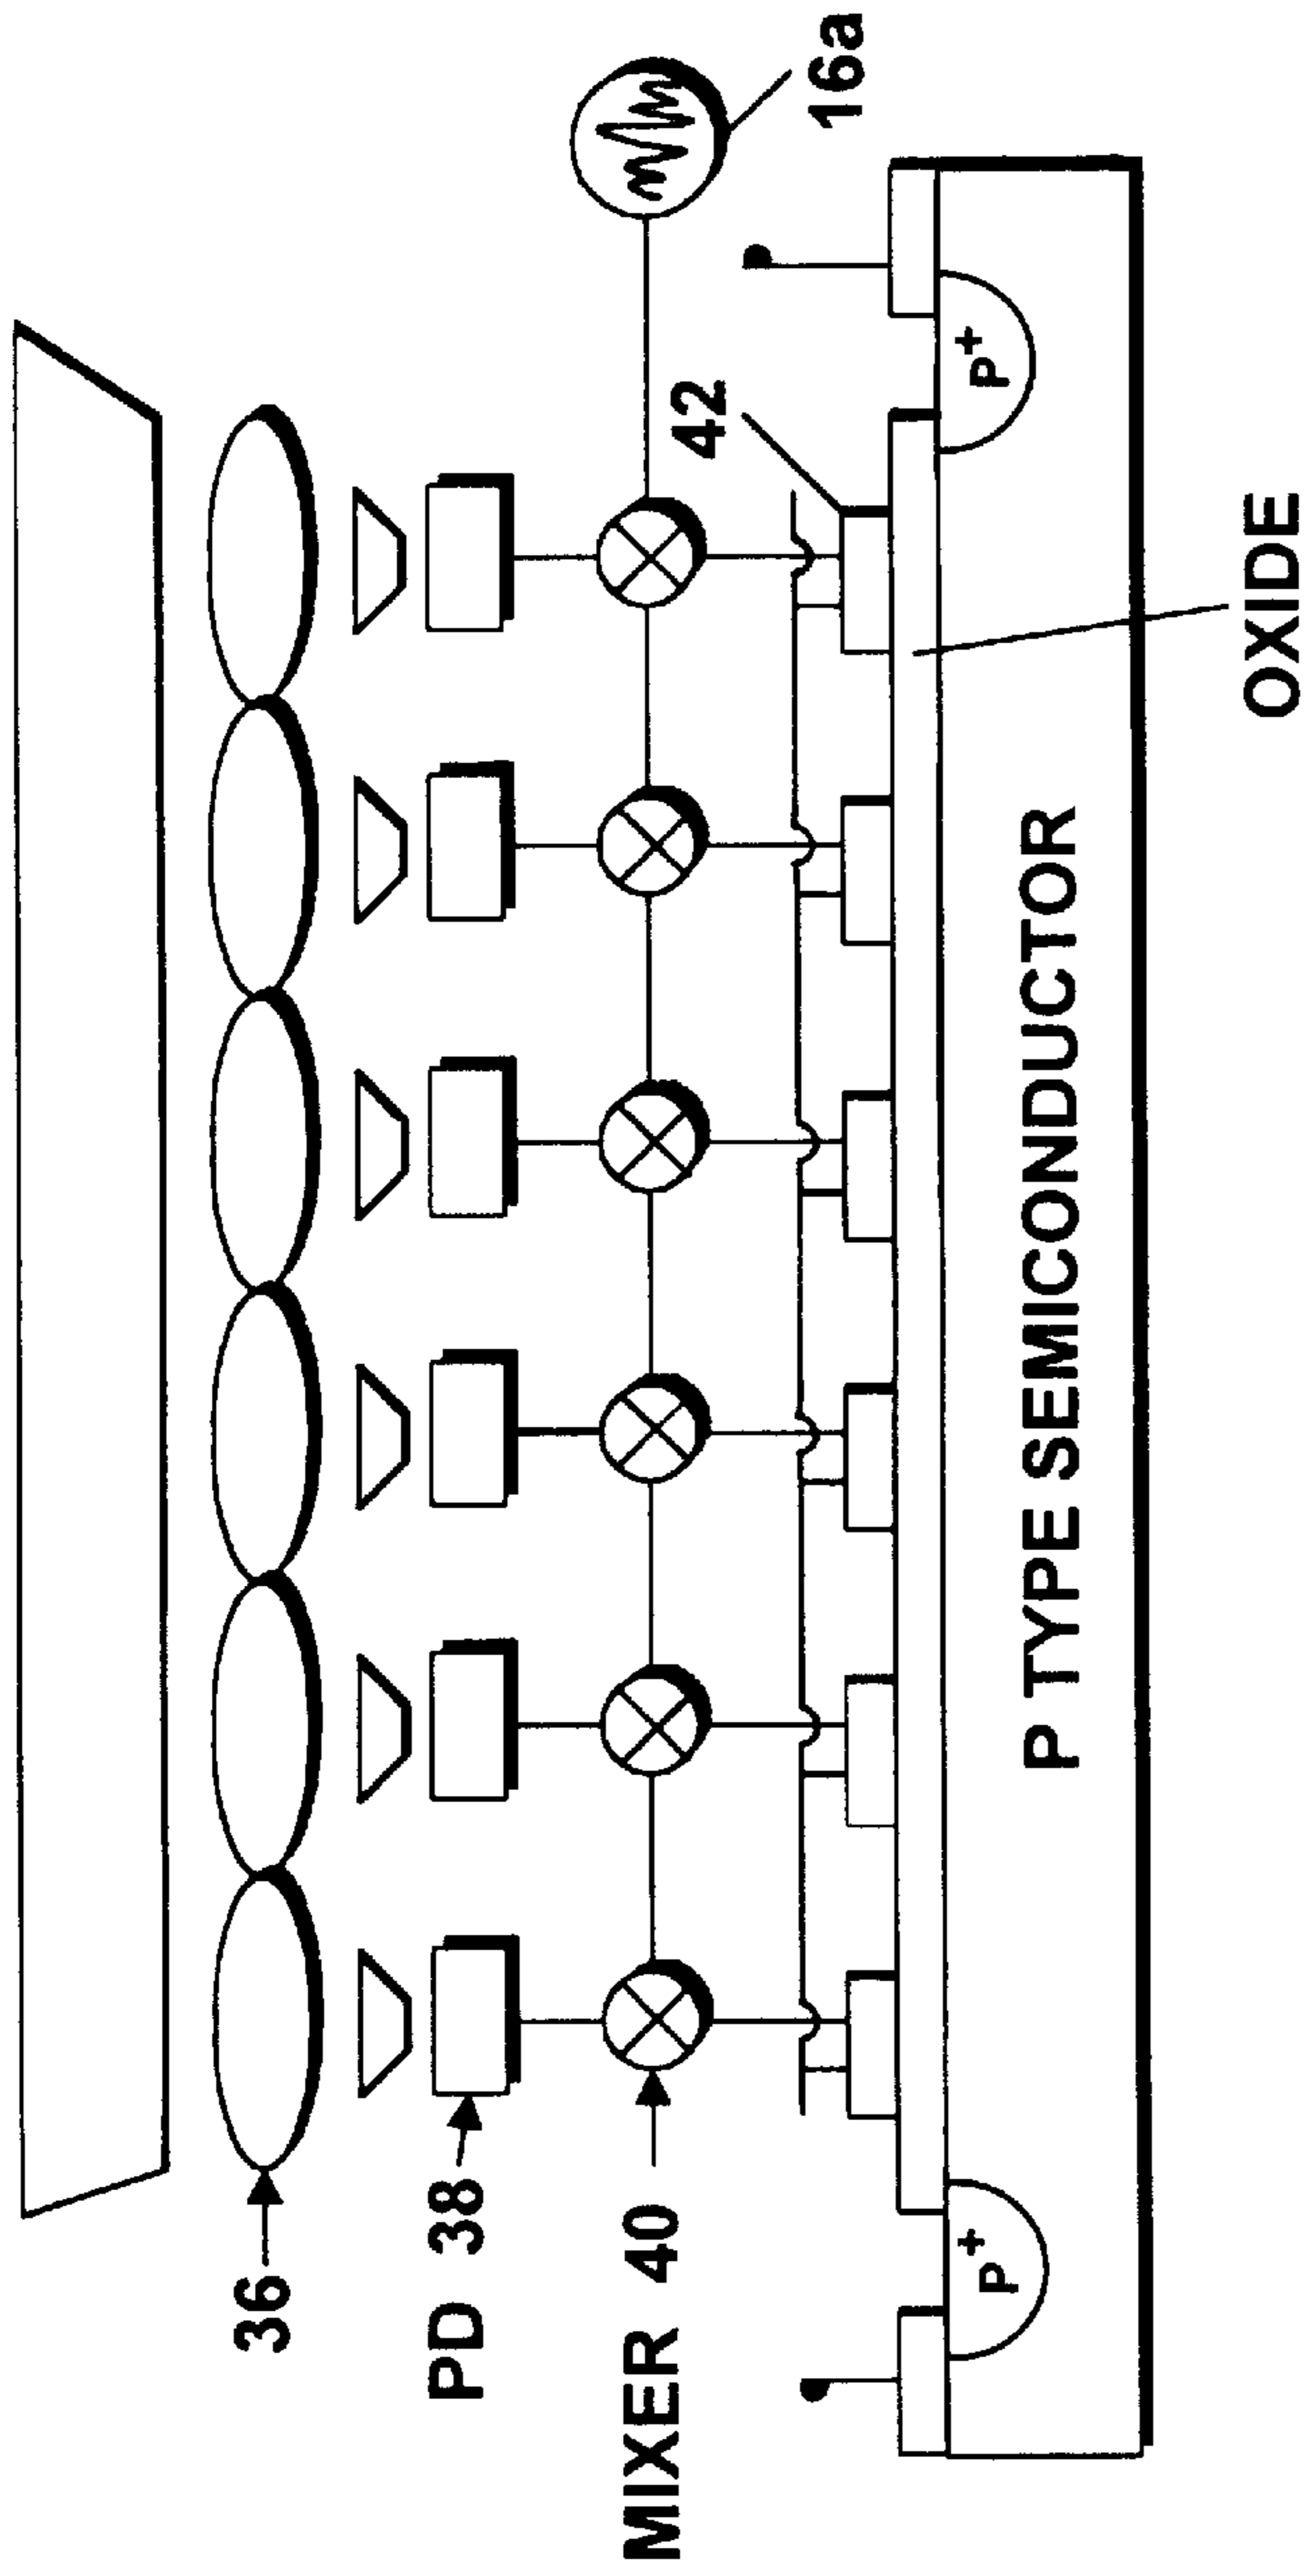 36
PD 38
MIXER 40
16a
42
P+
P+
P TYPE SEMICONDUCTOR
OXIDE